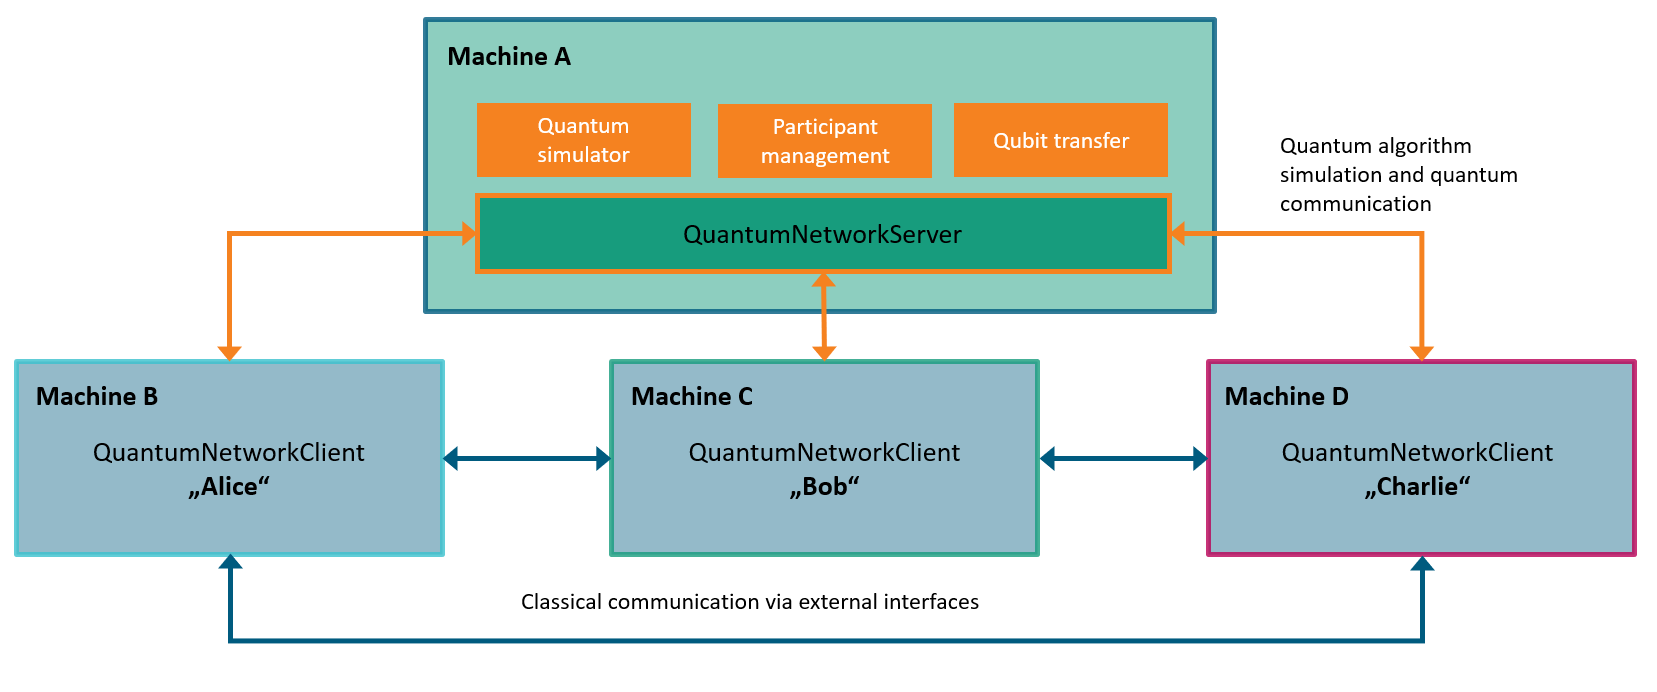 Machine A
Quantum
simulator
Participant
management
Qubit transfer
QuantumNetworkServer
Quantum algorithm
simulation and quantum
communication
Machine B
QuantumNetworkClient
„Alice“
Machine C
QuantumNetworkClient
„Bob“
Machine D
QuantumNetworkClient
„Charlie“
Classical communication via external interfaces